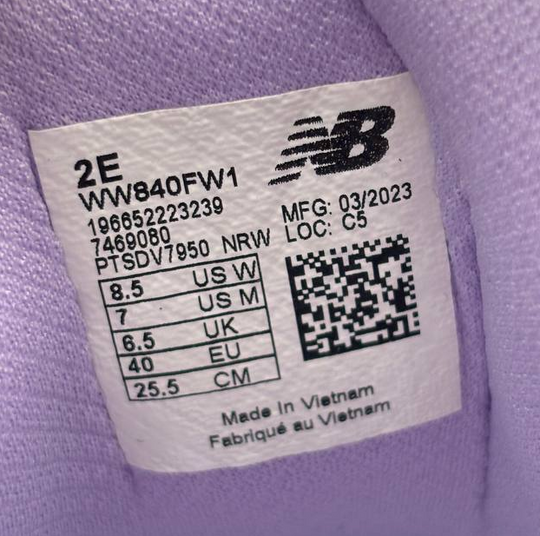 NB
2E
WW840FW1
196652223239
7469080
PTSDV7950 NRW
MFG: 03/2023
LOC: C5
8.5 US W
7 US M
6.5 UK
40 EU
25.5 CM
Made In Vietnam
Fabriqué au Vietnam